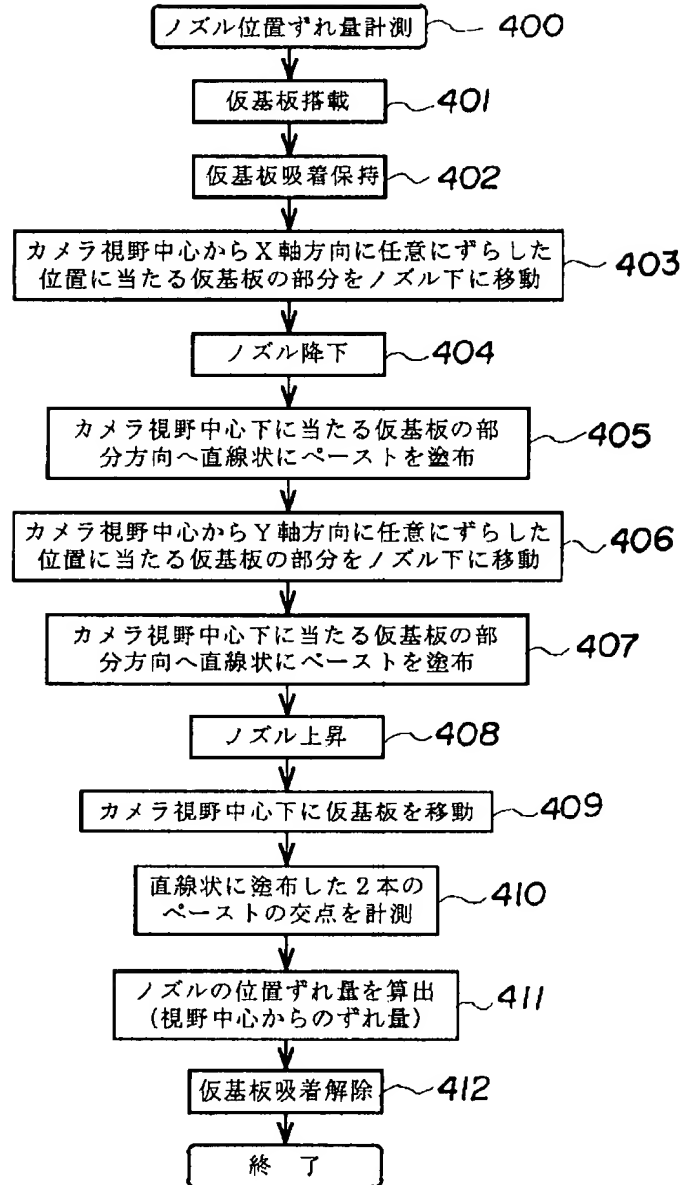 ノズル位置ずれ量計測 400
仮基板搭載 401
仮基板吸着保持 402
カメラ視野中心からX軸方向に任意にずらした
位置に当たる仮基板の部分をノズル下に移動 403
ノズル降下 404
カメラ視野中心下に当たる仮基板の部
分方向へ直線状にペーストを塗布 405
カメラ視野中心からY軸方向に任意にずらした
位置に当たる仮基板の部分をノズル下に移動 406
カメラ視野中心下に当たる仮基板の部
分方向へ直線状にペーストを塗布 407
ノズル上昇 408
カメラ視野中心下に仮基板を移動 409
直線状に塗布した2本の
ペーストの交点を計測 410
ノズルの位置ずれ量を算出
(視野中心からのずれ量) 411
仮基板吸着解除 412
終了